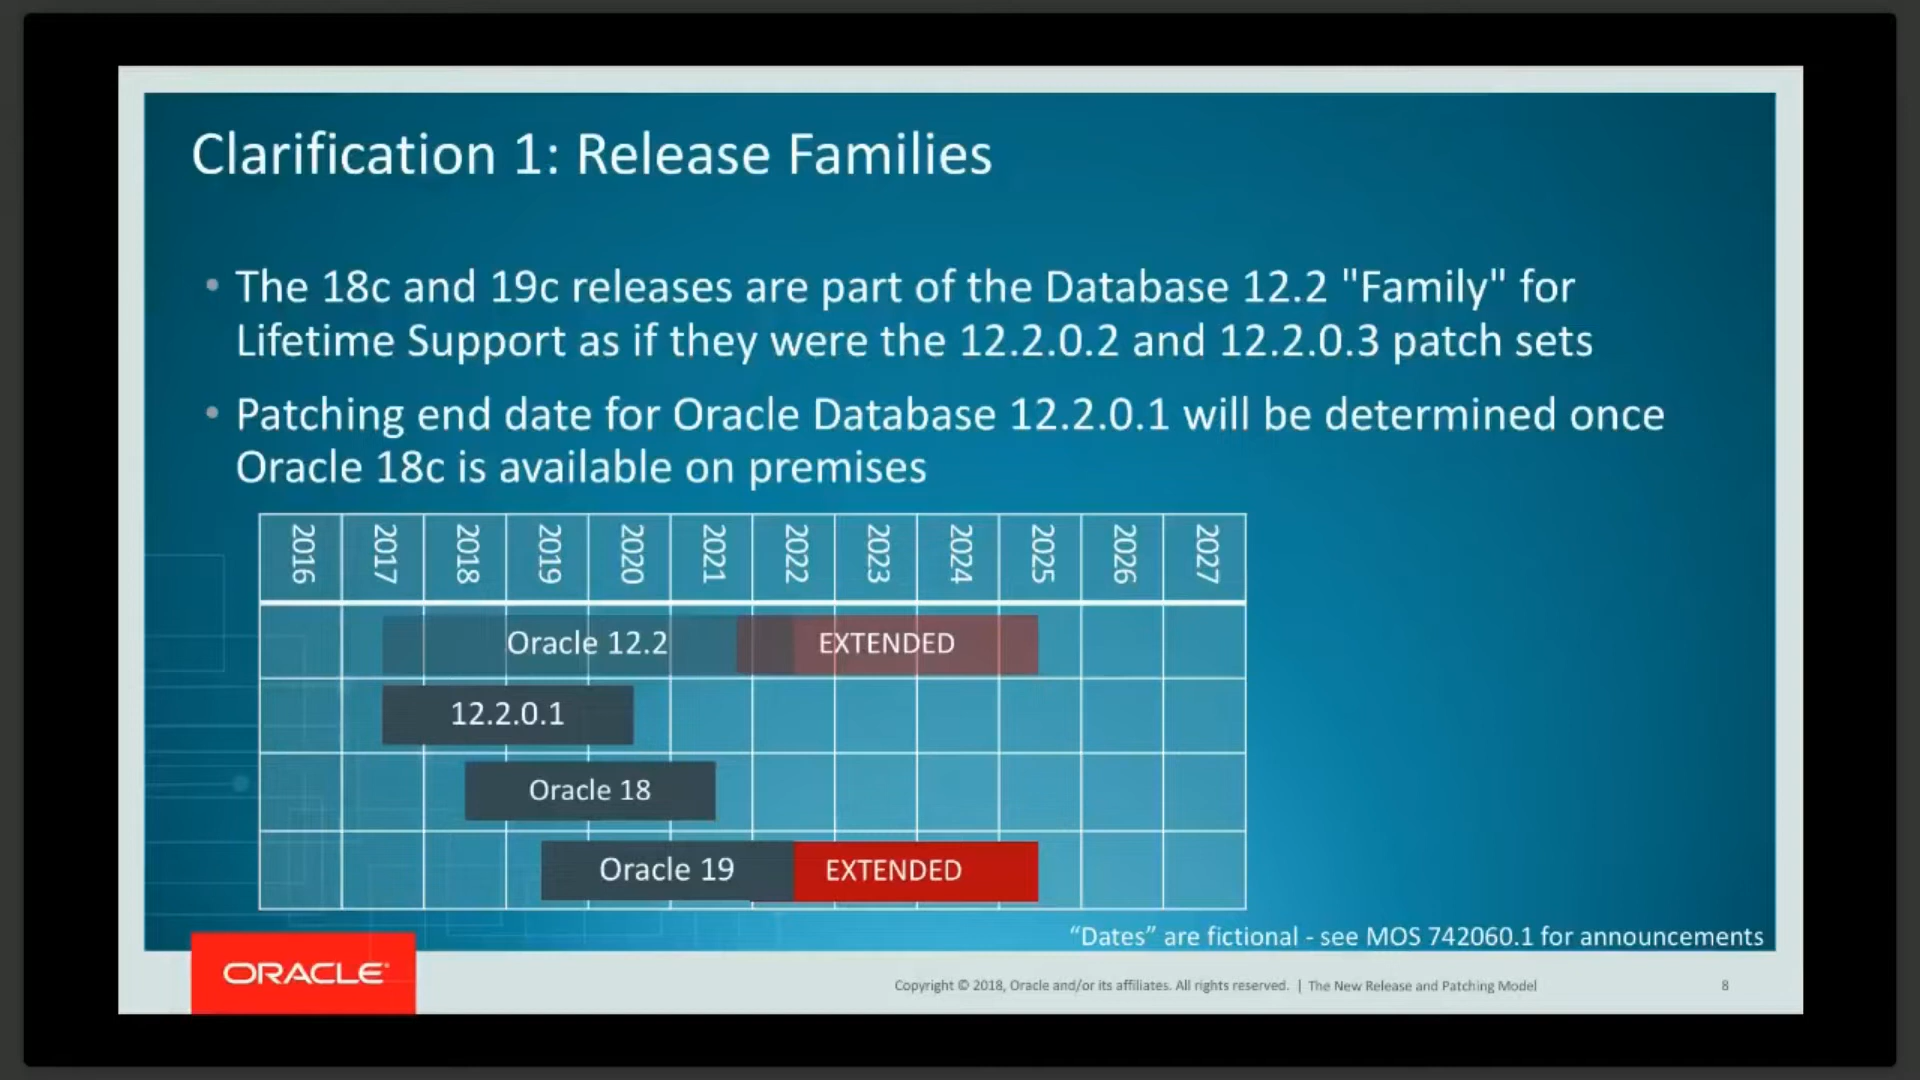 Clarification 1: Release Families
• The 18c and 19c releases are part of the Database 12.2 "Family" for
Lifetime Support as if they were the 12.2.0.2 and 12.2.0.3 patch sets
• Patching end date for Oracle Database 12.2.0.1 will be determined once
Oracle 18c is available on premises
2016 2017 2018 2019 2020 2021 2022 2023 2024 2025 2026 2027
Oracle 12.2 EXTENDED
12.2.0.1
Oracle 18
Oracle 19 EXTENDED
“Dates” are fictional - see MOS 742060.1 for announcements
ORACLE®
Copyright © 2018, Oracle and/or its affiliates. All rights reserved. | The New Release and Patching Model 8